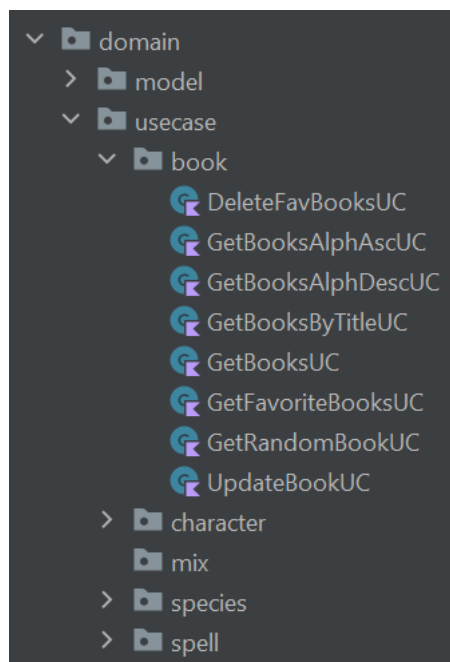 domain
model
usecase
book
DeleteFavBooksUC
GetBooksAlphAscUC
GetBooksAlphDescUC
GetBooksByTitleUC
GetBooksUC
GetFavoriteBooksUC
GetRandomBookUC
UpdateBookUC
character
mix
species
spell